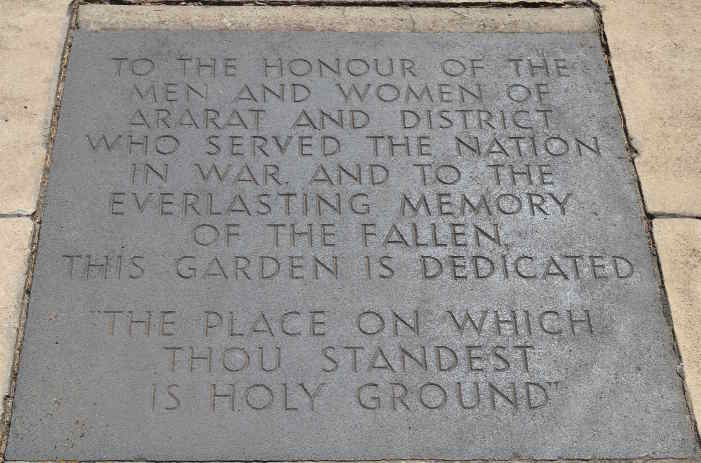 TO THE HONOUR OF THE
MEN AND WOMEN OF
ARARAT AND DISTRICT
WHO SERVED THE NATION
IN WAR AND TO THE
EVERLASTING MEMORY
OF THE FALLEN.
THIS GARDEN IS DEDICATED
"THE PLACE ON WHICH
THOU STANDEST
IS HOLY GROUND"